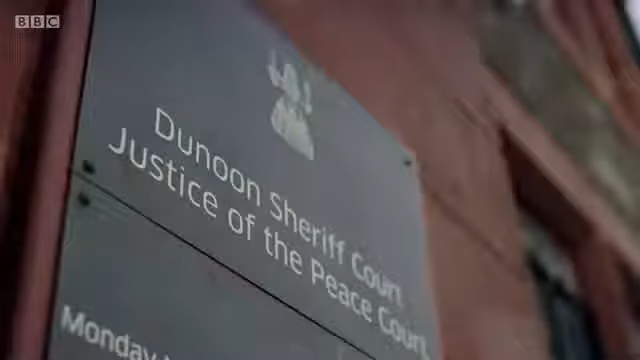 BBC
Dunoon Sheriff Court
Justice of the Peace Court
Monday